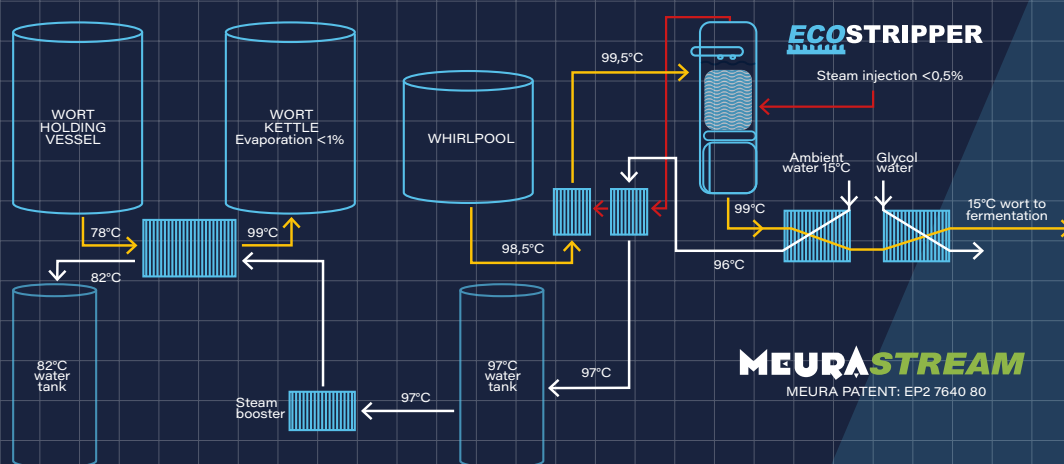 ECOSTRIPPER
Steam injection <0,5%
99,5°C
WORT
HOLDING
VESSEL
WORT
KETTLE
Evaporation <1%
WHIRLPOOL
Ambient
water 15°C
Glycol
water
15°C wort to
fermentation
99°C
78°C
99°C
98,5°C
96°C
82°C
82°C
water
tank
97°C
water
tank
97°C
97°C
Steam
booster
MEURASTREAM
MEURA PATENT: EP2 7640 80